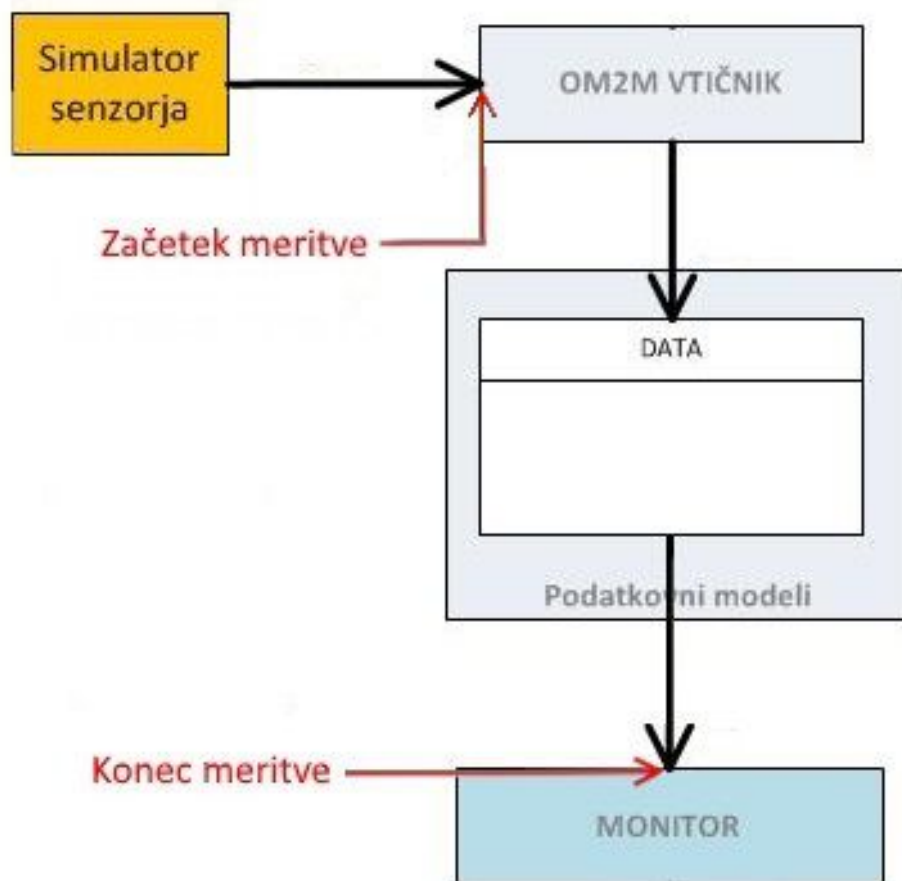 Simulator
senzorja
OM2M VTIČNIK
Začetek meritve
DATA
Podatkovni modeli
Konec meritve
MONITOR